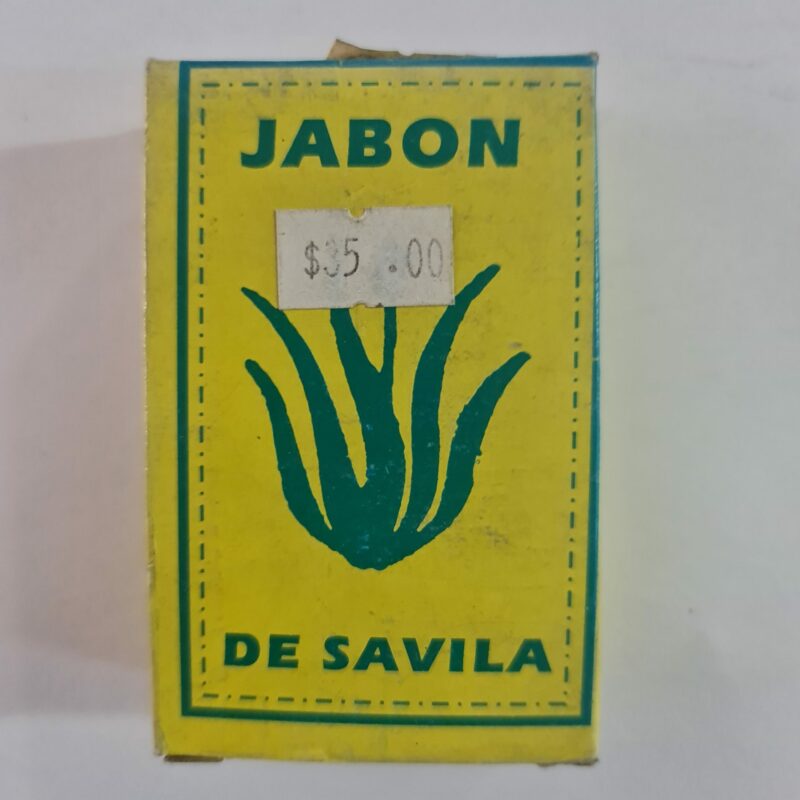 JABON
$35 .00
DE SAVILA